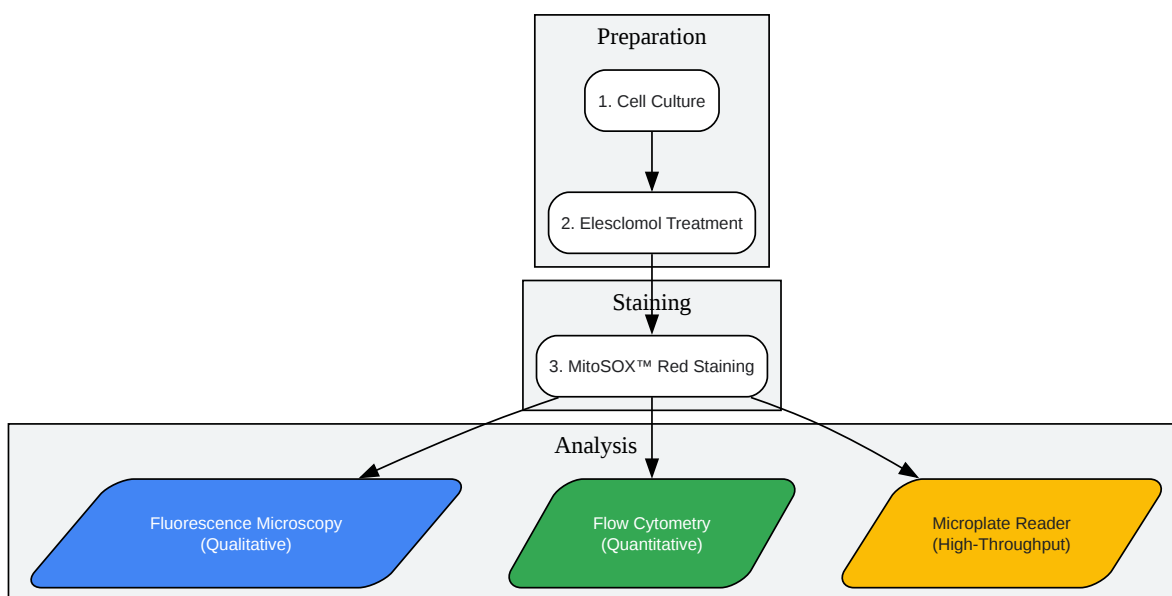 Preparation
1. Cell Culture
2. Elesclomol Treatment
Staining
3. MitoSOX™ Red Staining
Analysis
Fluorescence Microscopy
(Qualitative)
Flow Cytometry
(Quantitative)
Microplate Reader
(High-Throughput)